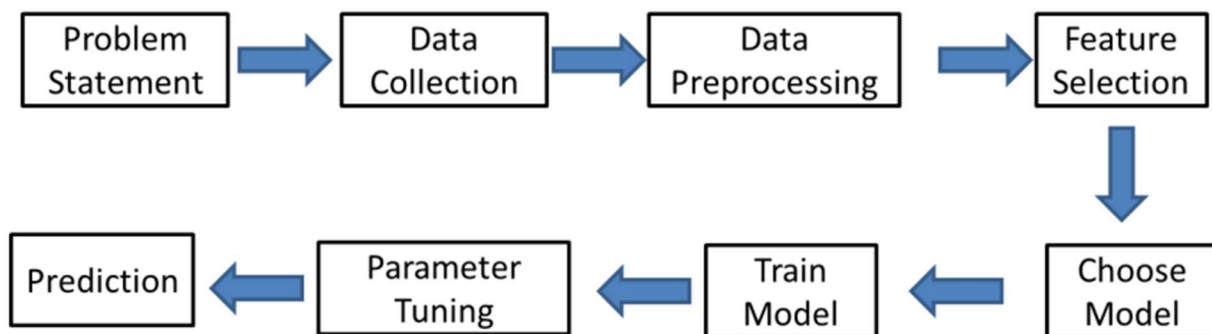 Problem
Statement
Data
Collection
Data
Preprocessing
Feature
Selection
Choose
Model
Train
Model
Parameter
Tuning
Prediction